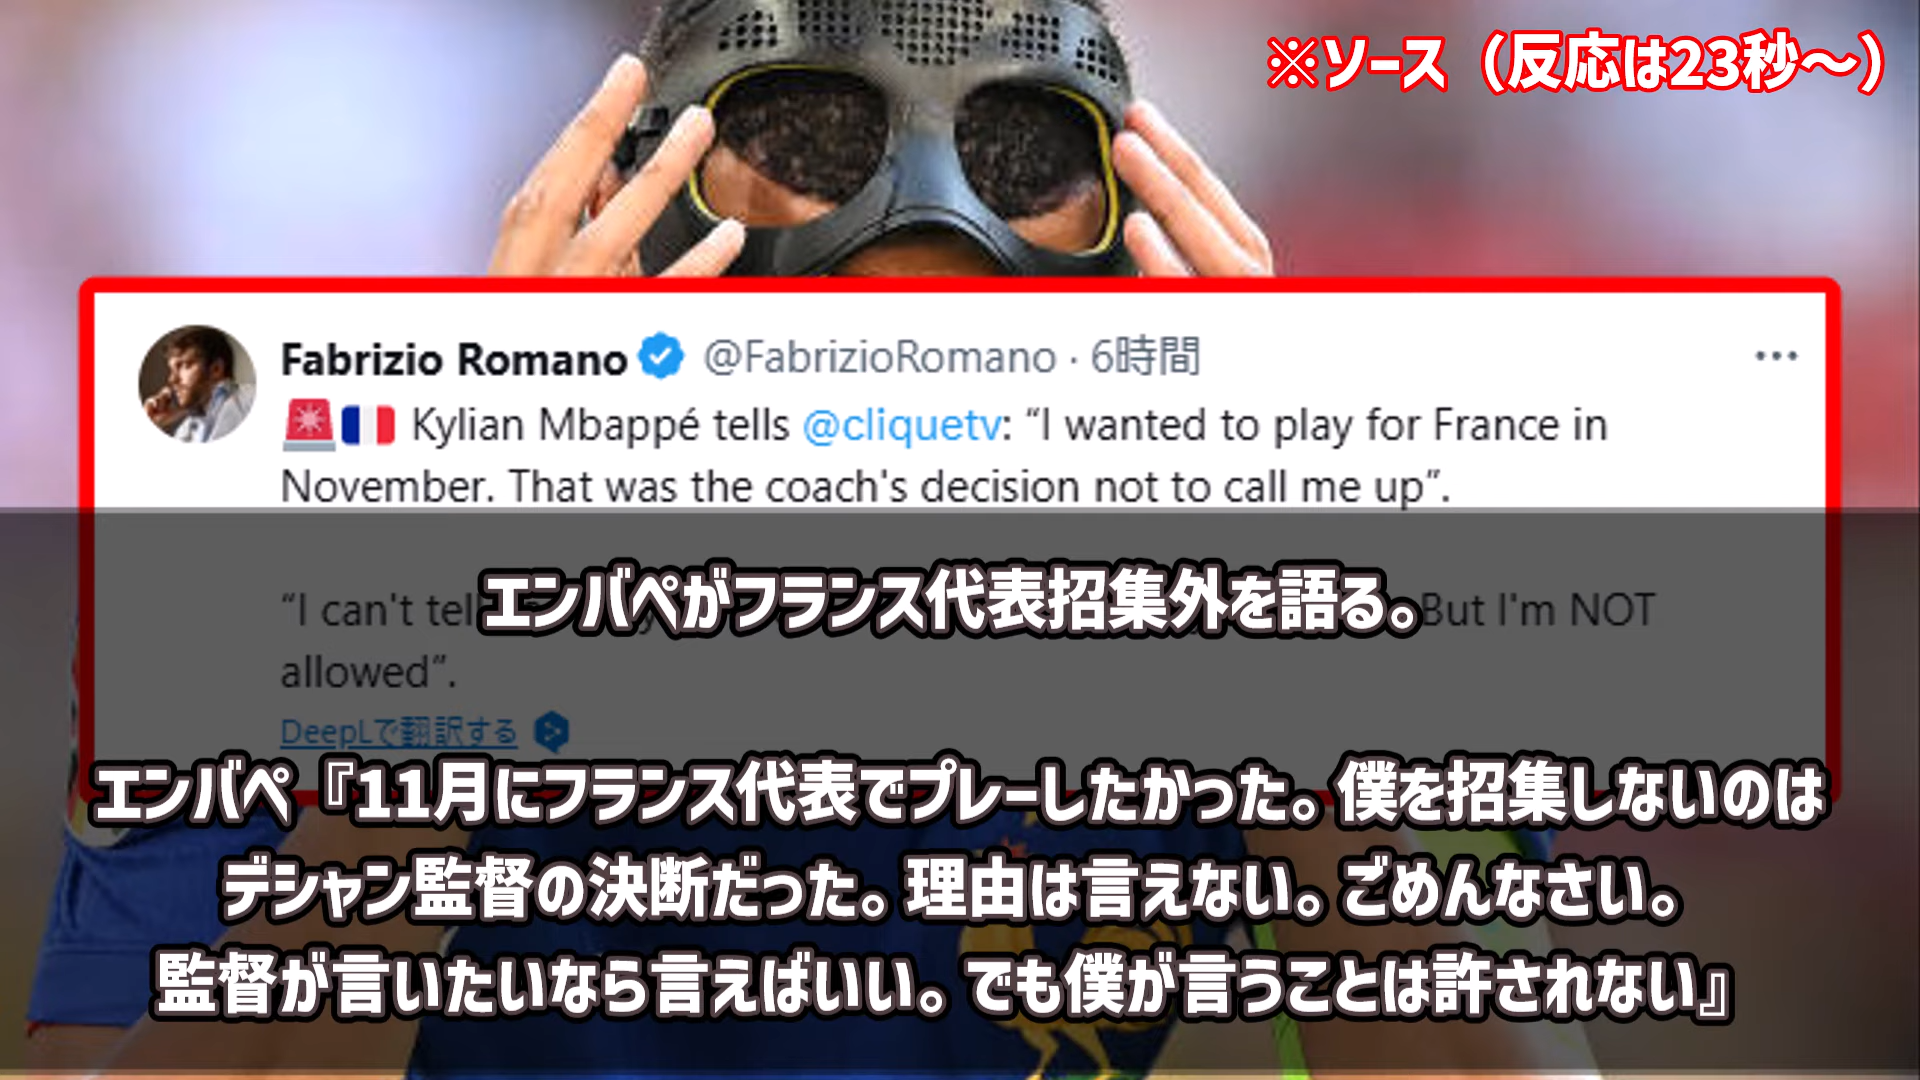 ※ソース（反応は23秒～）
Fabrizio Romano @FabrizioRomano · 6時間
Kylian Mbappé tells @cliquetv: “I wanted to play for France in
November. That was the coach's decision not to call me up”.
エンバペがフランス代表招集外を語る。
“I can't tell But I'm NOT
allowed”.
DeepLで翻訳する
エンバペ『11月にフランス代表でプレーしたかった。僕を招集しないのは
デシャン監督の決断だった。理由は言えない。ごめんなさい。
監督が言いたいなら言えばいい。でも僕が言うことは許されない』